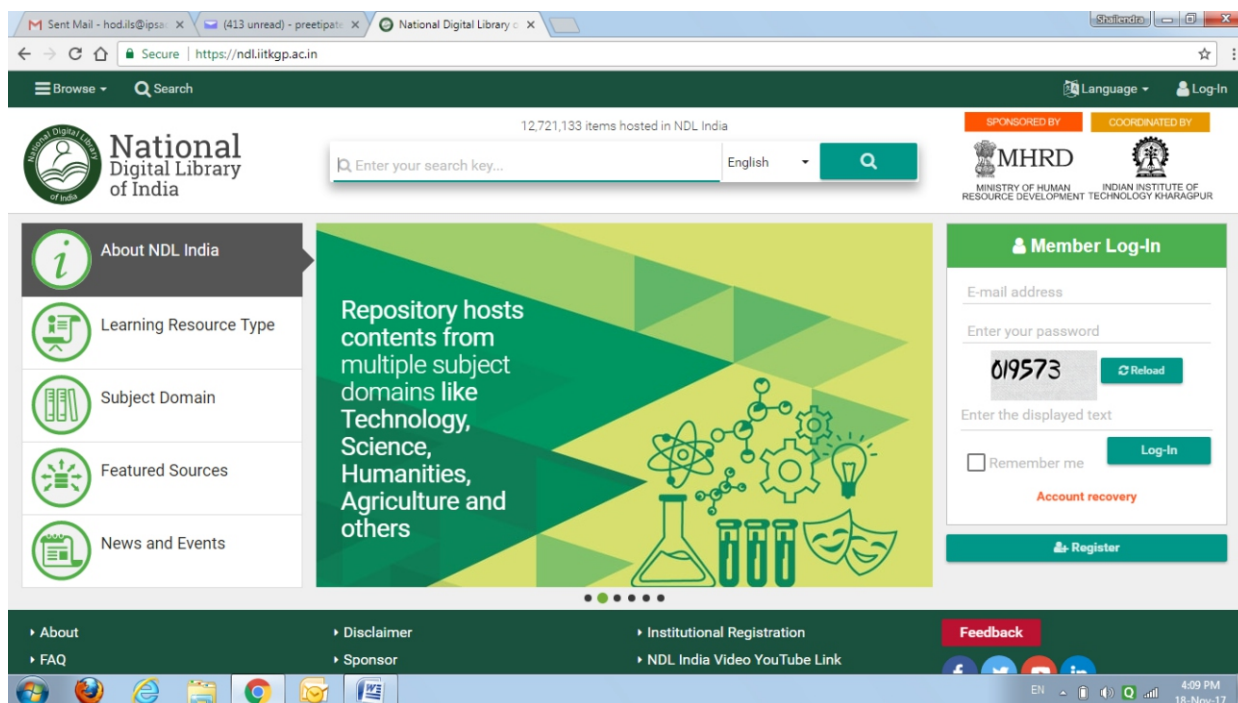 Sent Mail - hod.ils@ipsac
(413 unread) - preetipate
National Digital Library o
Shailendra
Secure | https://ndl.iitkgp.ac.in
Browse
Search
Language
Log-In
National Digital Library
of India
National
Digital Library
of India
12,721,133 items hosted in NDL India
Enter your search key...
English
SPONSORED BY
MHRD
MINISTRY OF HUMAN
RESOURCE DEVELOPMENT
COORDINATED BY
INDIAN INSTITUTE OF
TECHNOLOGY KHARAGPUR
About NDL India
Learning Resource Type
Subject Domain
Featured Sources
News and Events
Repository hosts
contents from
multiple subject
domains like
Technology,
Science,
Humanities,
Agriculture and
others
Member Log-In
E-mail address
Enter your password
019573
Reload
Enter the displayed text
Remember me
Log-In
Account recovery
Register
About
FAQ
Disclaimer
Sponsor
Institutional Registration
NDL India Video YouTube Link
Feedback
EN
4:09 PM
18-Nov-17